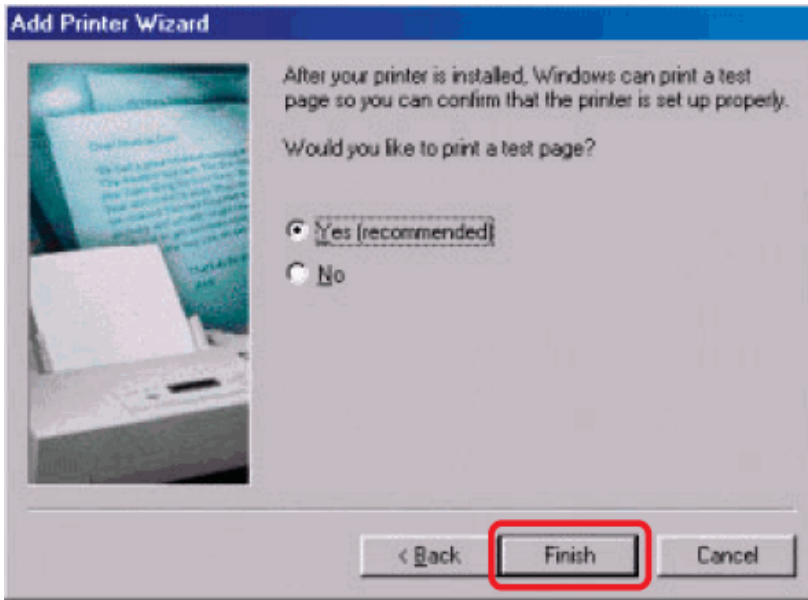 Add Printer Wizard
After your printer is installed, Windows can print a test
page so you can confirm that the printer is set up properly.
Would you like to print a test page?
Yes (recommended)
No
< Back
Finish
Cancel